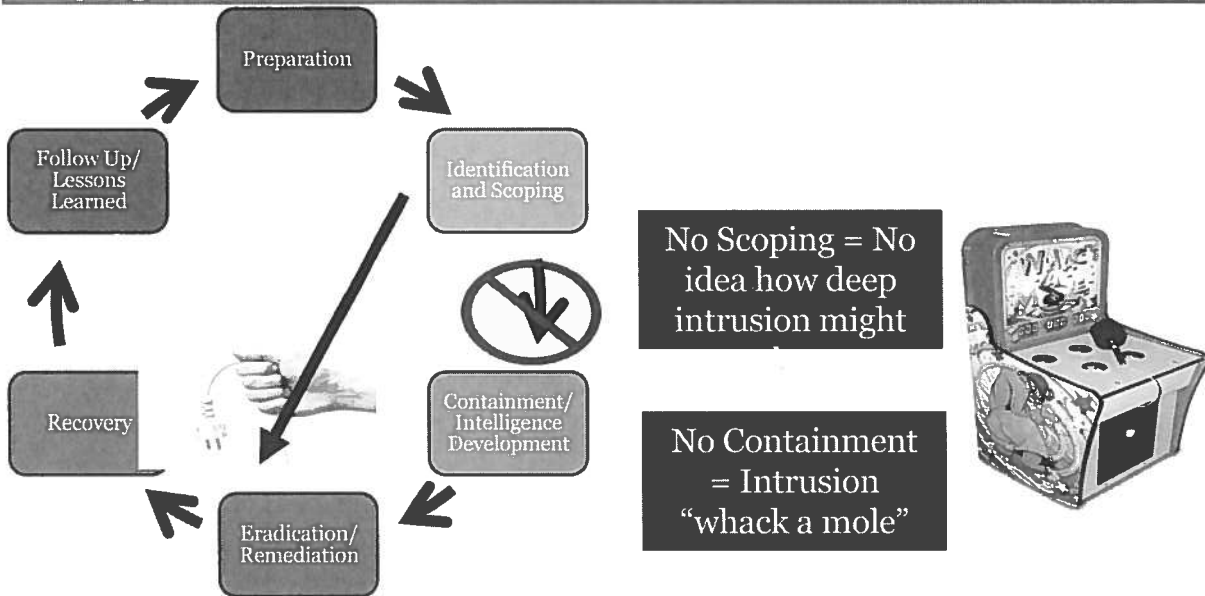 Preparation
Identification
and Scoping
Containment/
Intelligence
Development
Eradication/
Remediation
Recovery
Follow Up/
Lessons
Learned
No Scoping = No
idea how deep
intrusion might
No Containment
= Intrusion
“whack a mole”